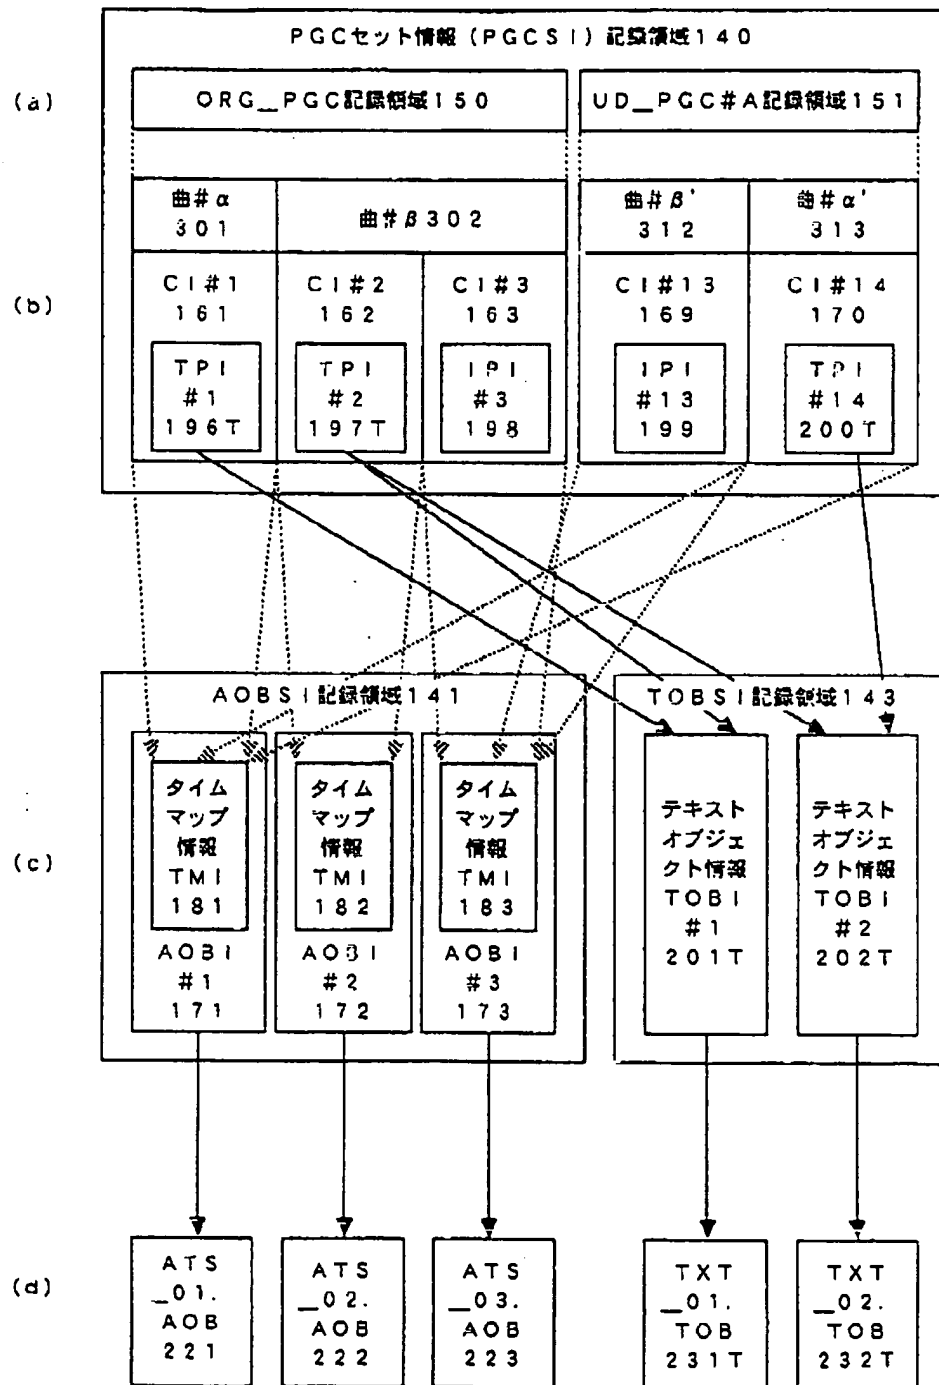 PGCセット情報(PGCSI)記録領域140
(a)
ORG__PGC記録領域150
UD__PGC#A記録領域151
曲#α
301
曲#β302
曲#β'
312
曲#α'
313
(b)
CI#1
161
CI#2
162
CI#3
163
CI#13
169
CI#14
170
TPI
#1
196T
TPI
#2
197T
IPI
#3
198
IPI
#13
199
TPI
#14
200T
AOBSI記録領域141
TOBSI記録領域143
(c)
タイム
マップ
情報
TMI
181
AOBI
#1
171
タイム
マップ
情報
TMI
182
AOBI
#2
172
タイム
マップ
情報
TMI
183
AOBI
#3
173
テキスト
オブジェ
クト情報
TOBI
#1
201T
テキスト
オブジェ
クト情報
TOBI
#2
202T
(d)
ATS
__01.
AOB
221
ATS
__02.
AOB
222
ATS
__03.
AOB
223
TXT
__01.
TOB
231T
TXT
__02.
TOB
232T